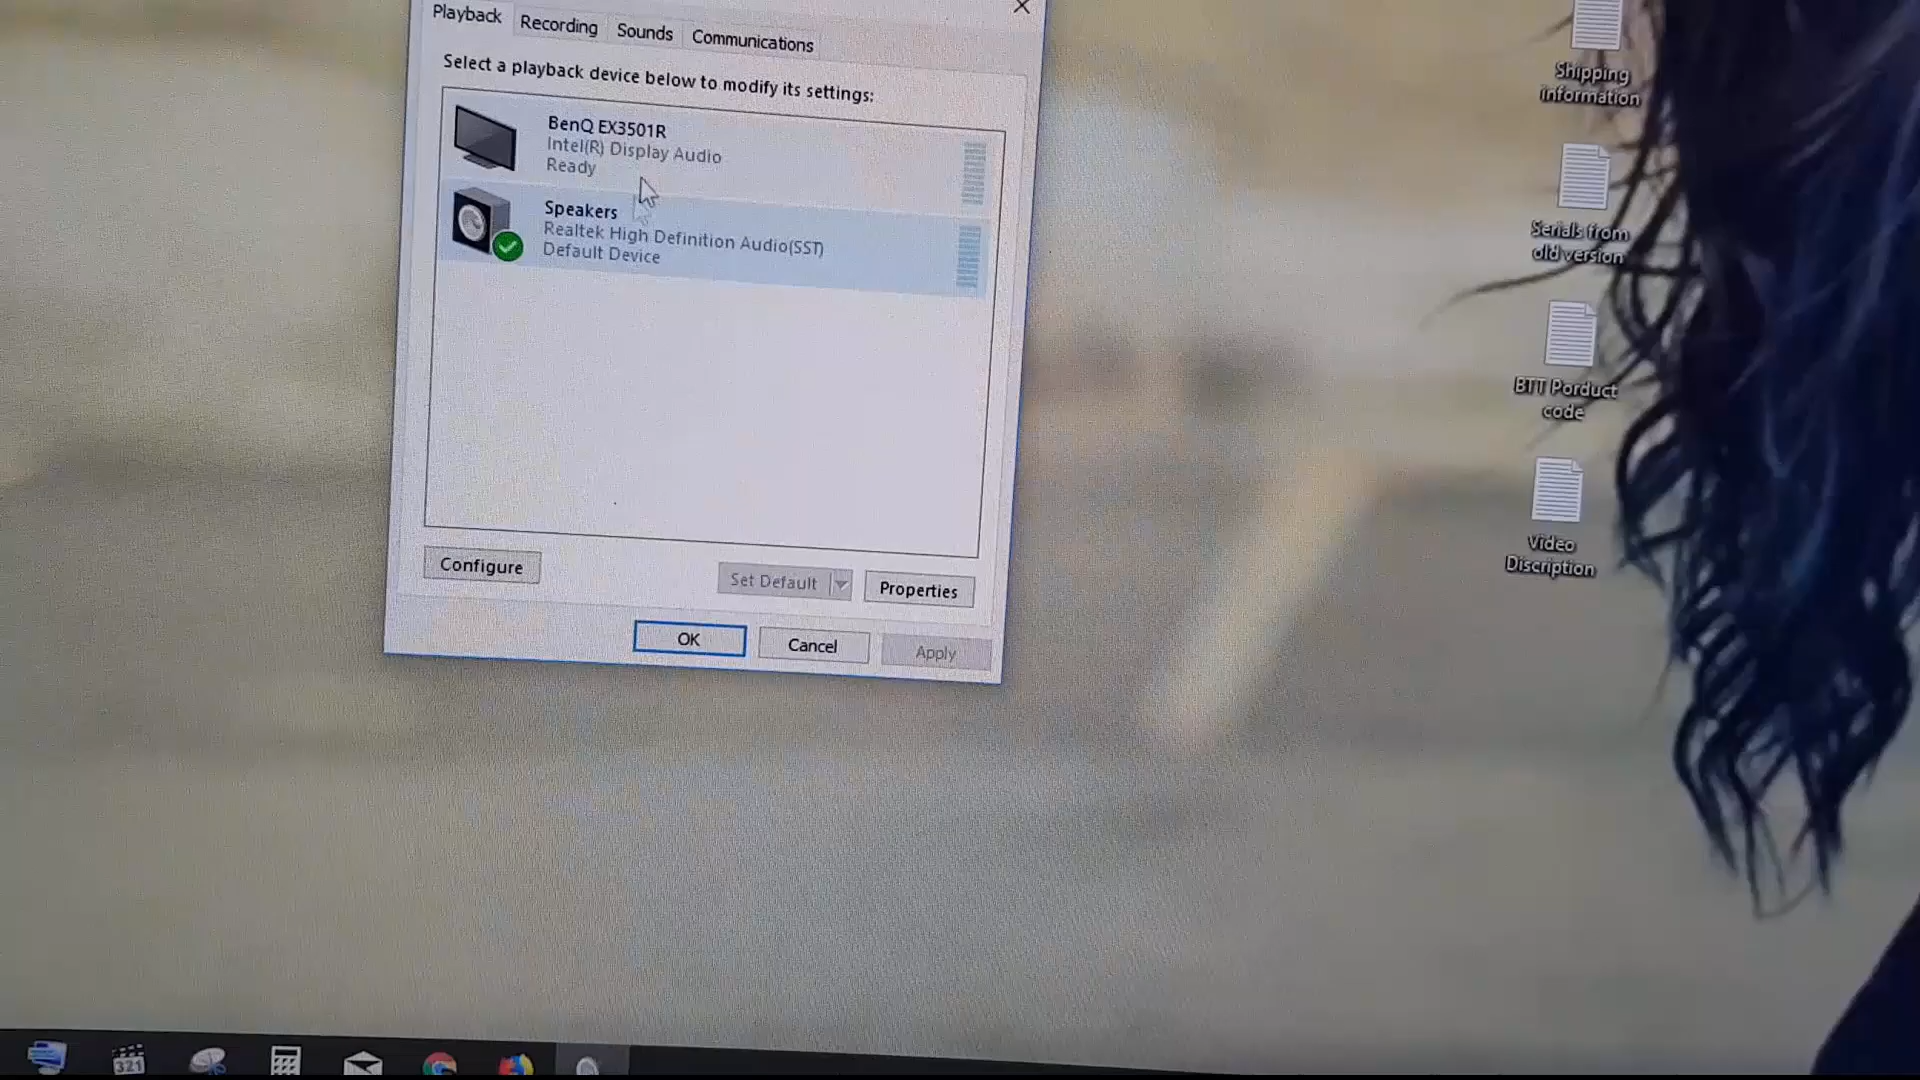 Playback
Recording
Sounds
Communications
Select a playback device below to modify its settings:
BenQ EX3501R
Intel(R) Display Audio
Ready
Speakers
Realtek High Definition Audio(SST)
Default Device
Configure
Set Default
Properties
OK
Cancel
Apply
Shipping
information
Serials from
old version
BTT Porduct
code
Video
Discription
321